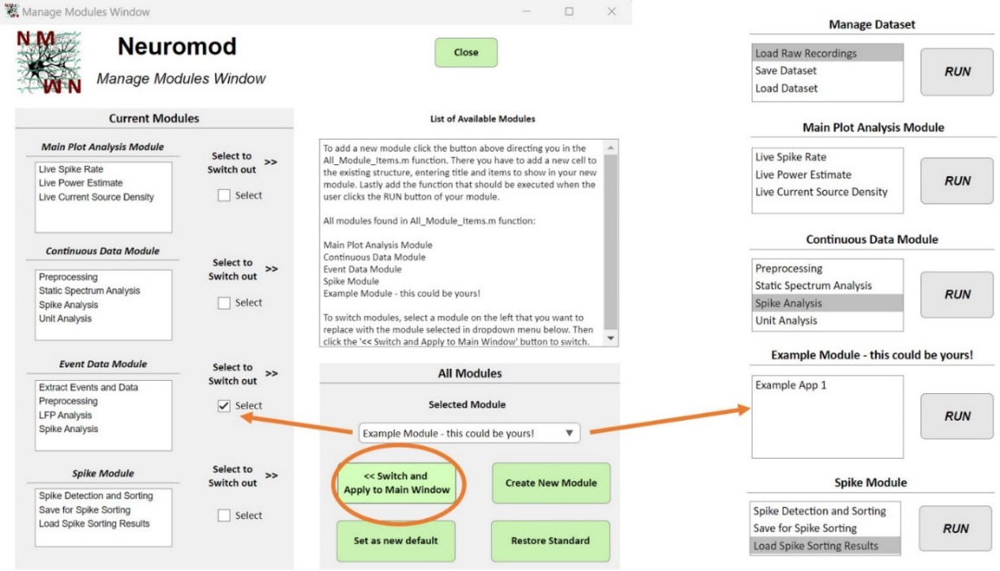 Manage Modules Window
NM
MN
Neuromod
Manage Modules Window
Close
Current Modules
Main Plot Analysis Module
Live Spike Rate
Live Power Estimate
Live Current Source Density
Select to
Switch out
>>
Select
Continuous Data Module
Preprocessing
Static Spectrum Analysis
Spike Analysis
Unit Analysis
Select to
Switch out
>>
Select
Event Data Module
Extract Events and Data
Preprocessing
LFP Analysis
Spike Analysis
Select to
Switch out
>>
Select
Spike Module
Spike Detection and Sorting
Save for Spike Sorting
Load Spike Sorting Results
Select to
Switch out
>>
Select
List of Available Modules
To add a new module click the button above directing you in the
All_Module_Items.m function. There you have to add a new cell to
the existing structure, entering title and items to show in your new
module. Lastly add the function that should be executed when the
user clicks the RUN button of your module.
All modules found in All_Module_Items.m function:
Main Plot Analysis Module
Continuous Data Module
Event Data Module
Spike Module
Example Module - this could be yours!
To switch modules, select a module on the left that you want to
replace with the module selected in dropdown menu below. Then
click the '<< Switch and Apply to Main Window' button to switch.
All Modules
Selected Module
Example Module - this could be yours!
<< Switch and
Apply to Main Window
Create New Module
Set as new default
Restore Standard
Manage Dataset
Load Raw Recordings
Save Dataset
Load Dataset
RUN
Main Plot Analysis Module
Live Spike Rate
Live Power Estimate
Live Current Source Density
RUN
Continuous Data Module
Preprocessing
Static Spectrum Analysis
Spike Analysis
Unit Analysis
RUN
Example Module - this could be yours!
Example App 1
RUN
Spike Module
Spike Detection and Sorting
Save for Spike Sorting
Load Spike Sorting Results
RUN